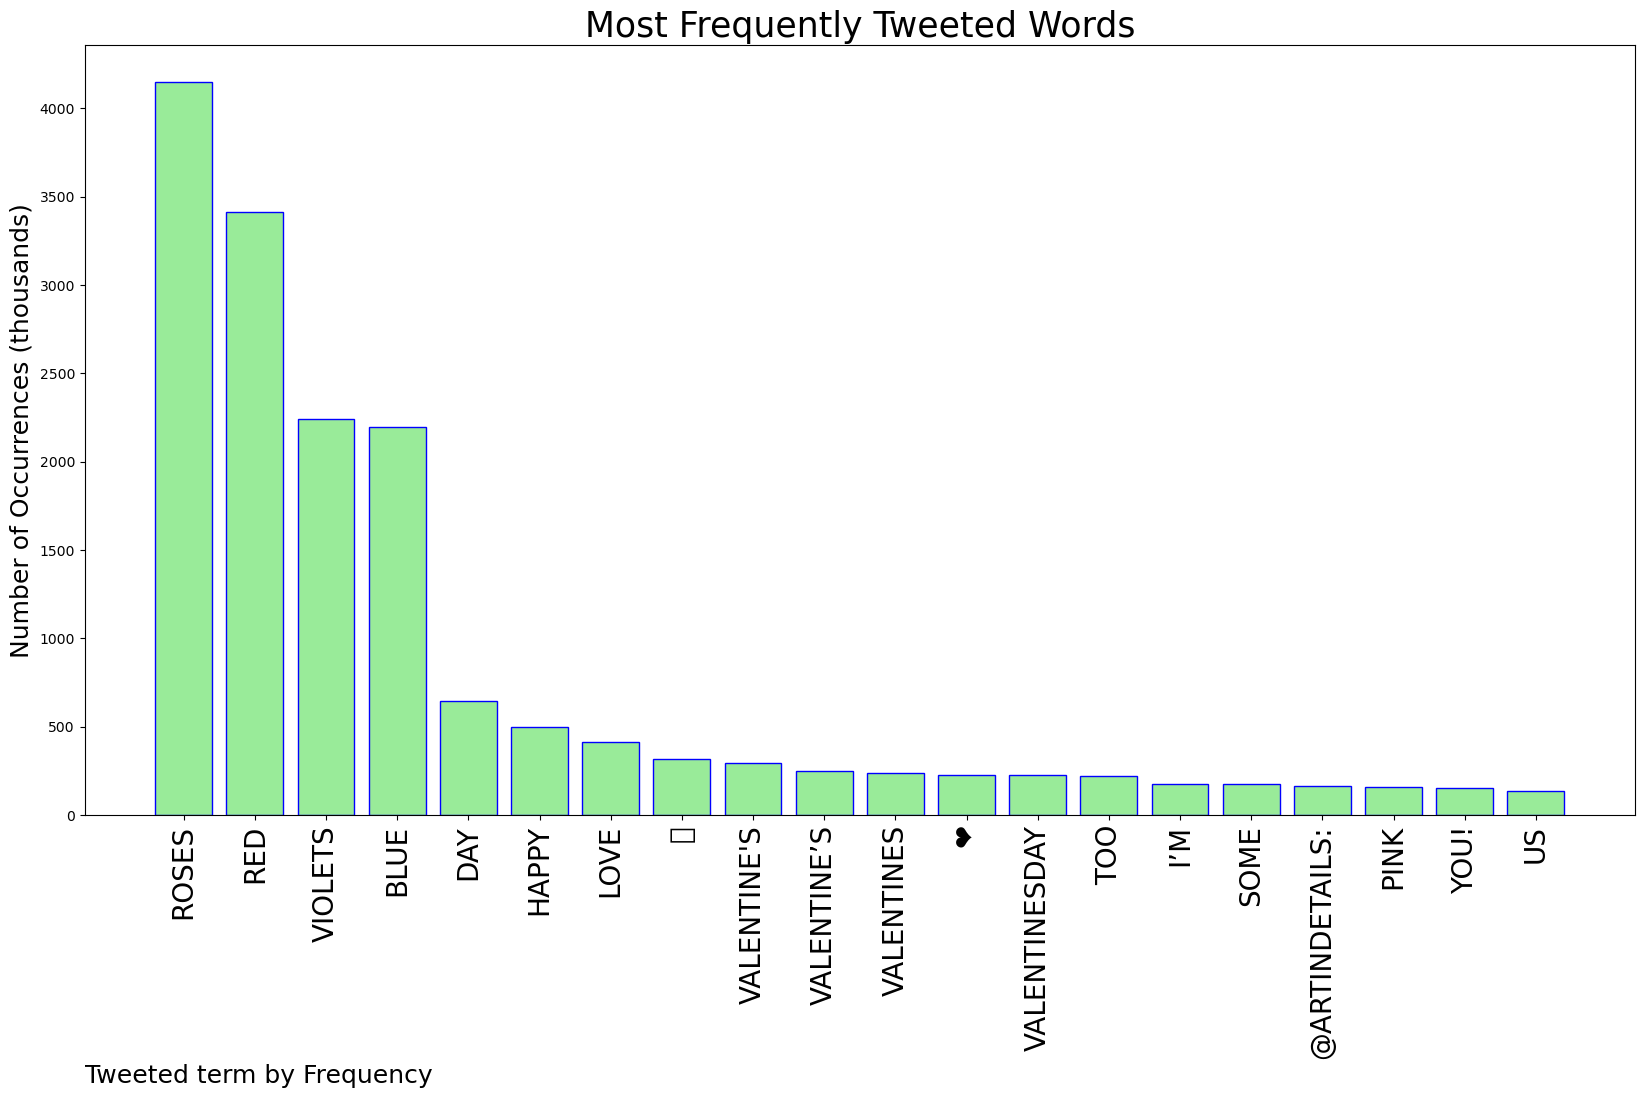 Most Frequently Tweeted Words
Number of Occurrences (thousands)
4000
3500
3000
2500
2000
1500
1000
500
0
ROSES
RED
VIOLETS
BLUE
DAY
HAPPY
LOVE
VALENTINE'S
VALENTINE’S
VALENTINES
❤
VALENTINESDAY
TOO
I’M
SOME
@ARTINDETAILS:
PINK
YOU!
US
Tweeted term by Frequency